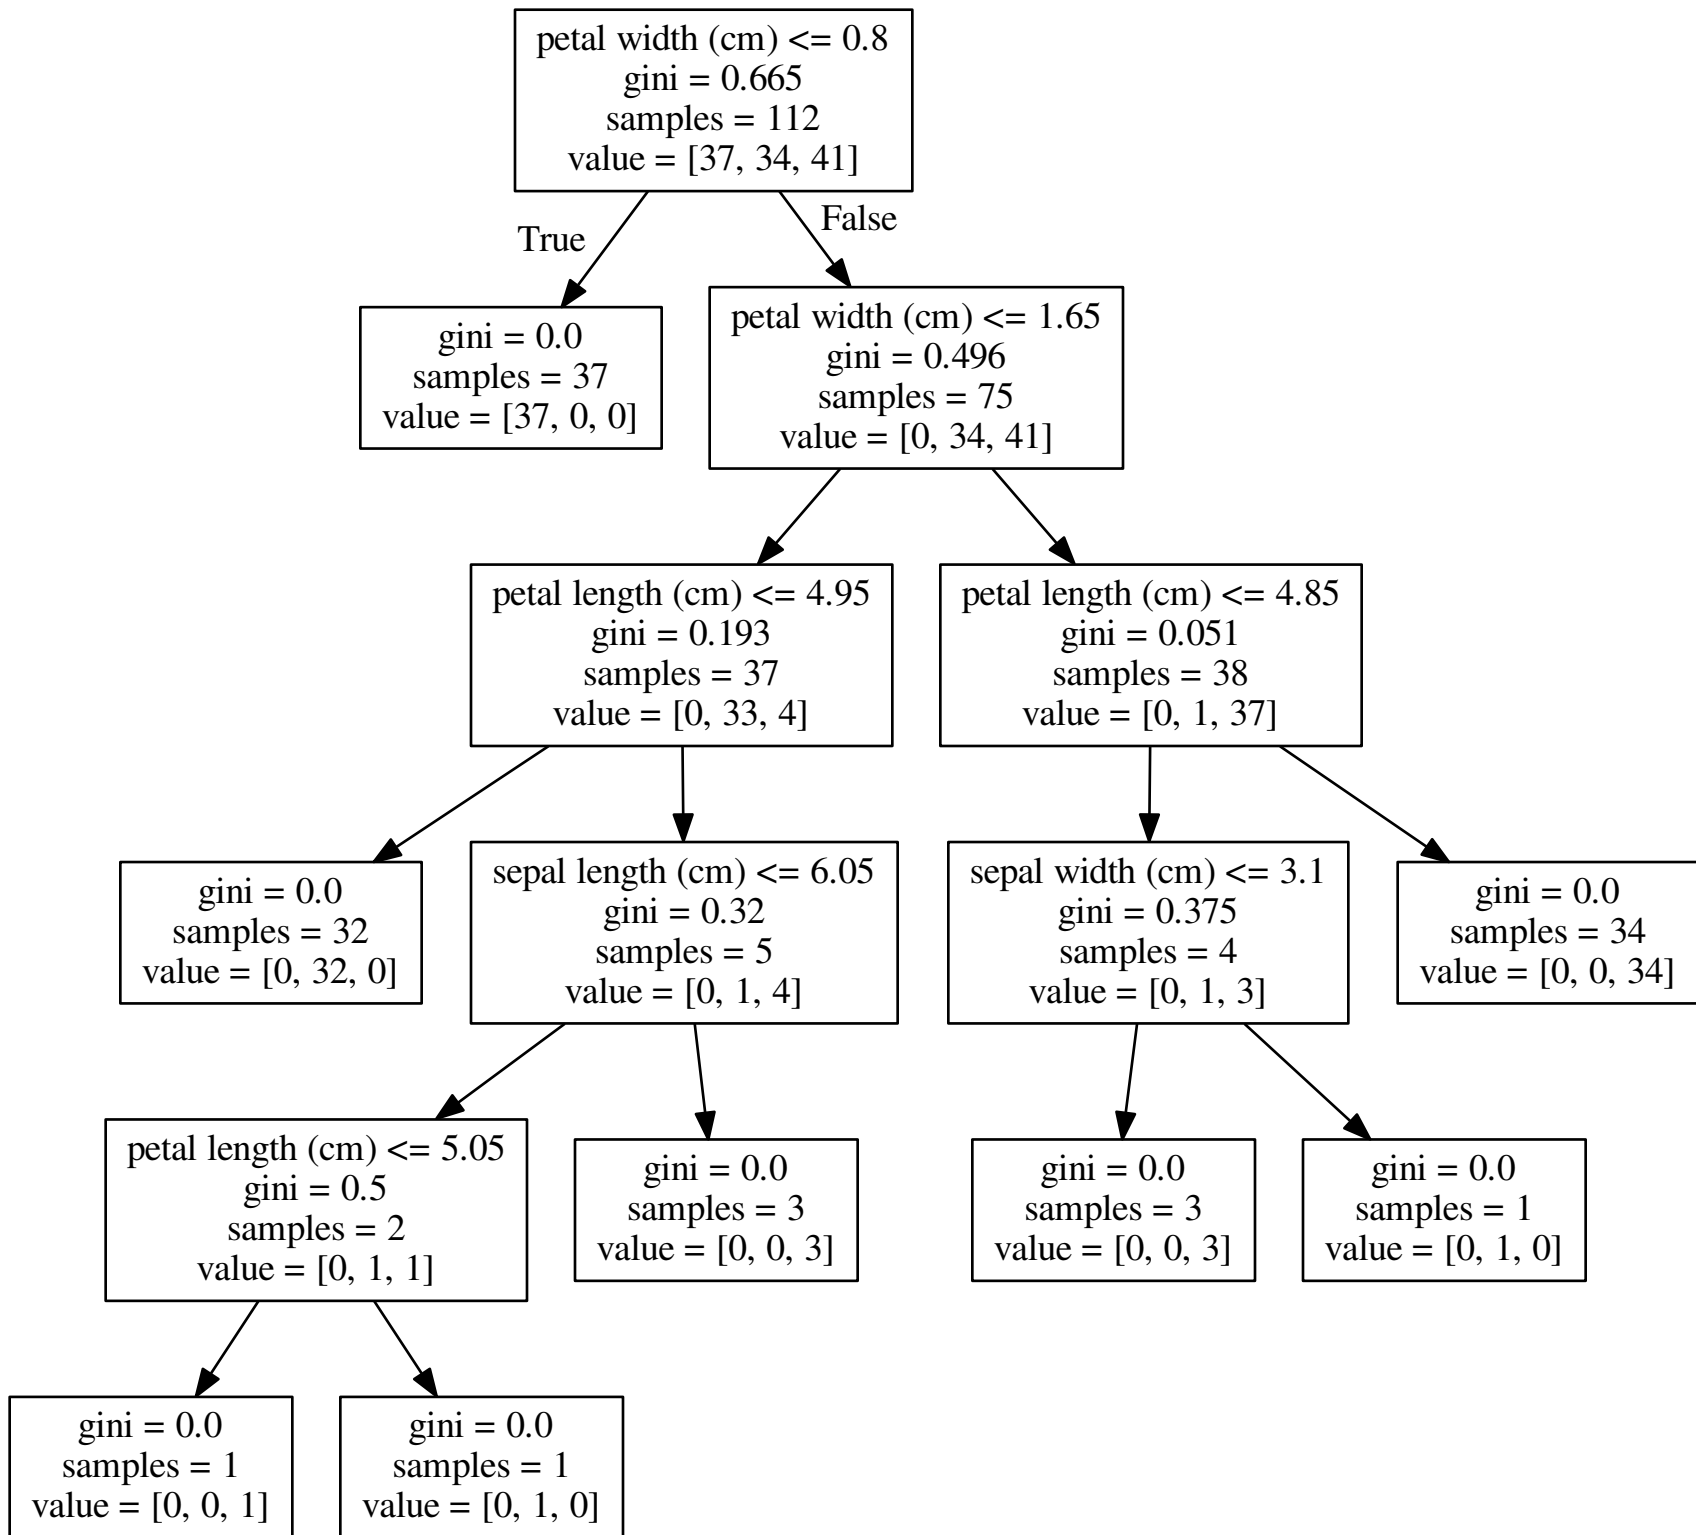 petal width (cm) <= 0.8
gini = 0.665
samples = 112
value = [37, 34, 41]
True
False
gini = 0.0
samples = 37
value = [37, 0, 0]
petal width (cm) <= 1.65
gini = 0.496
samples = 75
value = [0, 34, 41]
petal length (cm) <= 4.95
gini = 0.193
samples = 37
value = [0, 33, 4]
petal length (cm) <= 4.85
gini = 0.051
samples = 38
value = [0, 1, 37]
gini = 0.0
samples = 32
value = [0, 32, 0]
sepal length (cm) <= 6.05
gini = 0.32
samples = 5
value = [0, 1, 4]
sepal width (cm) <= 3.1
gini = 0.375
samples = 4
value = [0, 1, 3]
gini = 0.0
samples = 34
value = [0, 0, 34]
petal length (cm) <= 5.05
gini = 0.5
samples = 2
value = [0, 1, 1]
gini = 0.0
samples = 3
value = [0, 0, 3]
gini = 0.0
samples = 3
value = [0, 0, 3]
gini = 0.0
samples = 1
value = [0, 1, 0]
gini = 0.0
samples = 1
value = [0, 0, 1]
gini = 0.0
samples = 1
value = [0, 1, 0]